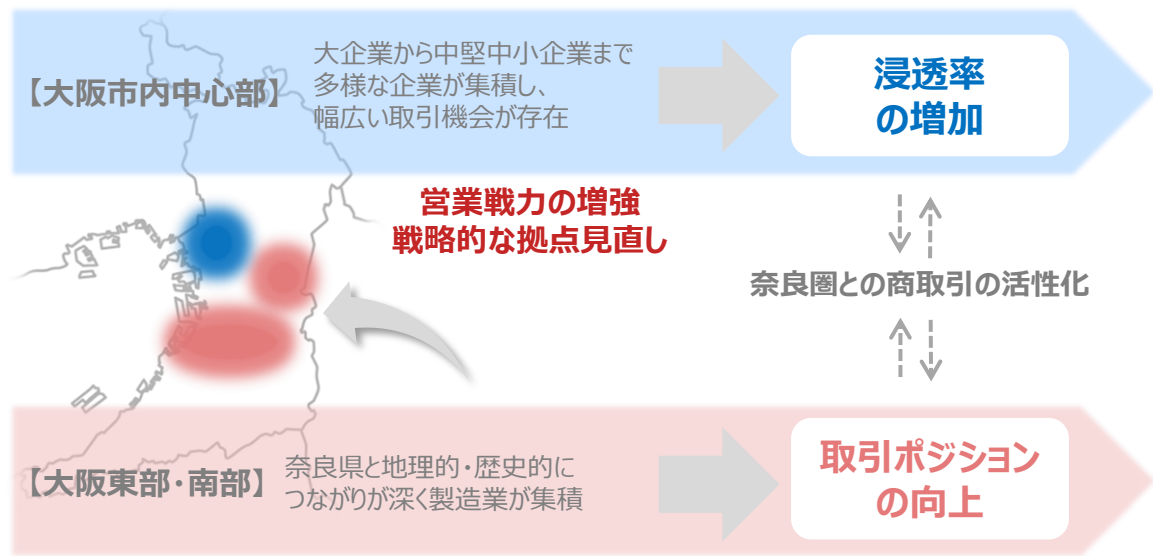 【大阪市内中心部】
大企業から中堅中小企業まで
多様な企業が集積し、
幅広い取引機会が存在
浸透率
の増加
営業戦力の増強
戦略的な拠点見直し
奈良圏との商取引の活性化
【大阪東部・南部】
奈良県と地理的・歴史的に
つながりが深く製造業が集積
取引ポジション
の向上